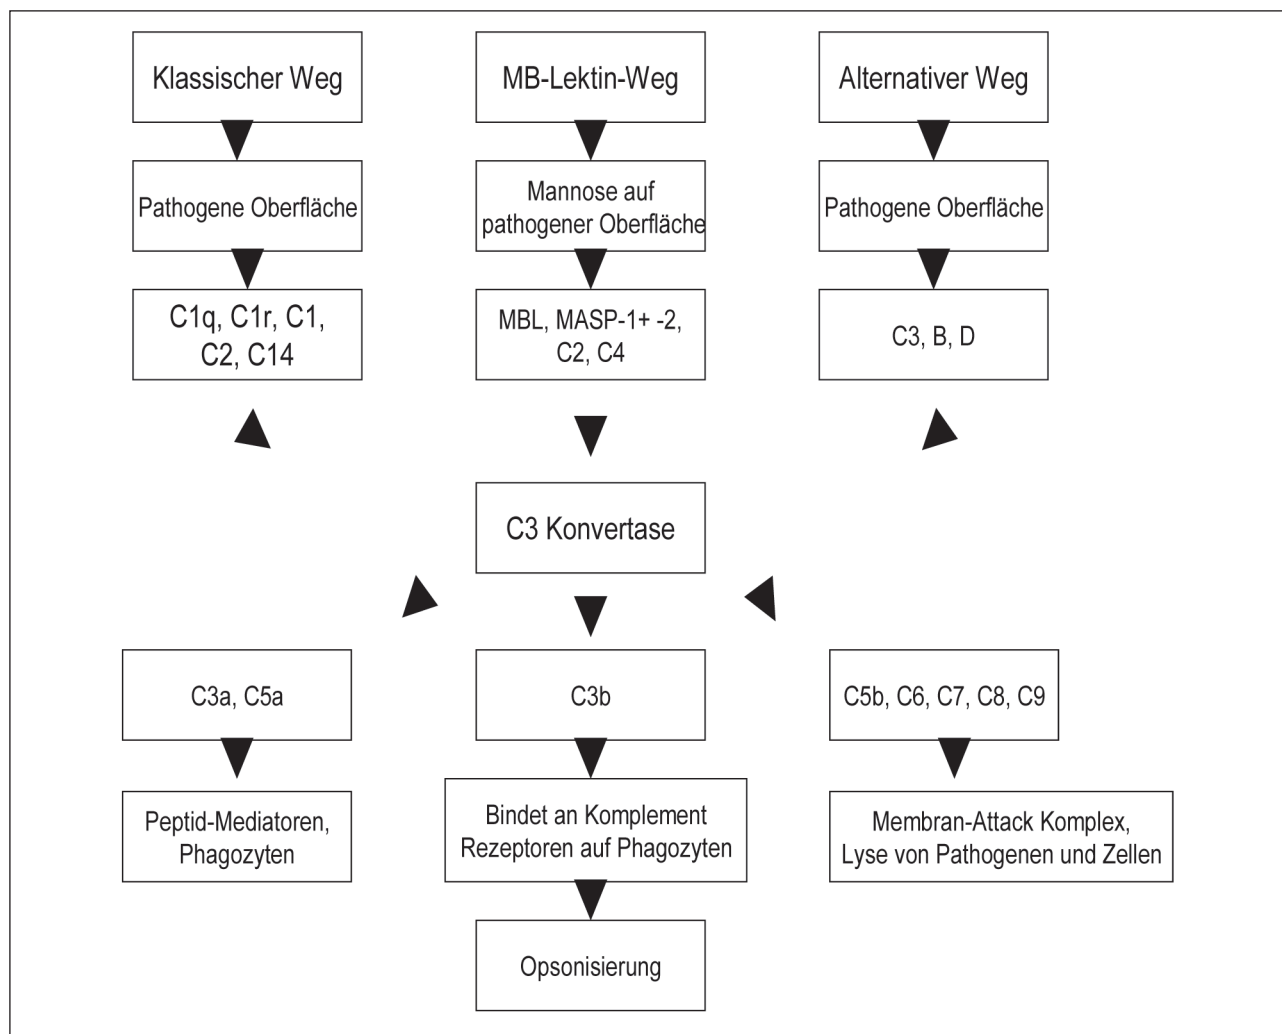 Klassischer Weg
MB-Lektin-Weg
Alternativer Weg
Pathogene Oberfläche
Mannose auf
pathogener Oberfläche
Pathogene Oberfläche
C1q, C1r, C1,
C2, C14
MBL, MASP-1+ -2,
C2, C4
C3, B, D
C3 Konvertase
C3a, C5a
C3b
C5b, C6, C7, C8, C9
Peptid-Mediatoren,
Phagozyten
Bindet an Komplement
Rezeptoren auf Phagozyten
Membran-Attack Komplex,
Lyse von Pathogenen und Zellen
Opsonisierung